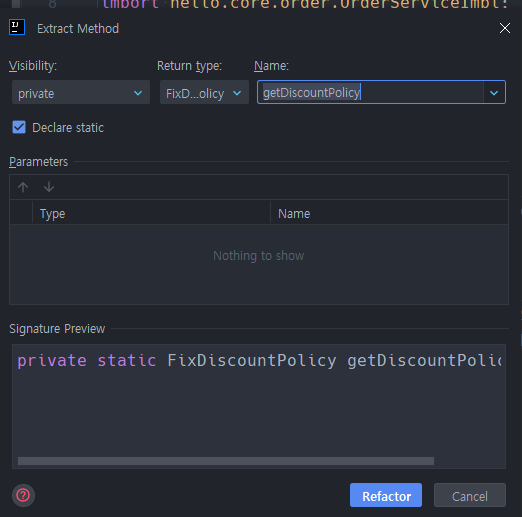 8 import hello.core.order.OrderServiceImpl;
Extract Method
Visibility: Return type: Name:
private FixD...olicy getDiscountPolicy
Declare static
Parameters
Type Name
Nothing to show
Signature Preview
private static FixDiscountPolicy getDiscountPolic
Refactor Cancel